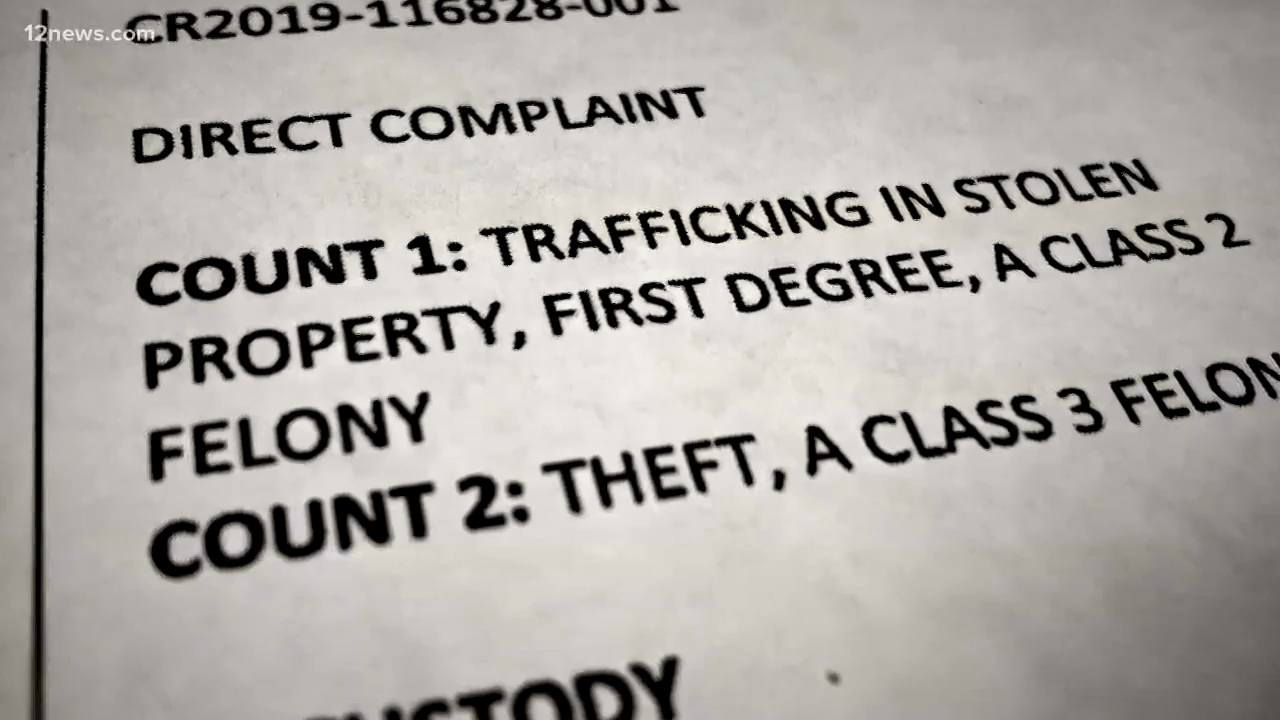 12news.com
CR2019-116828-001
DIRECT COMPLAINT
COUNT 1: TRAFFICKING IN STOLEN
PROPERTY, FIRST DEGREE, A CLASS 2
FELONY
COUNT 2: THEFT, A CLASS 3 FELON
CUSTODY